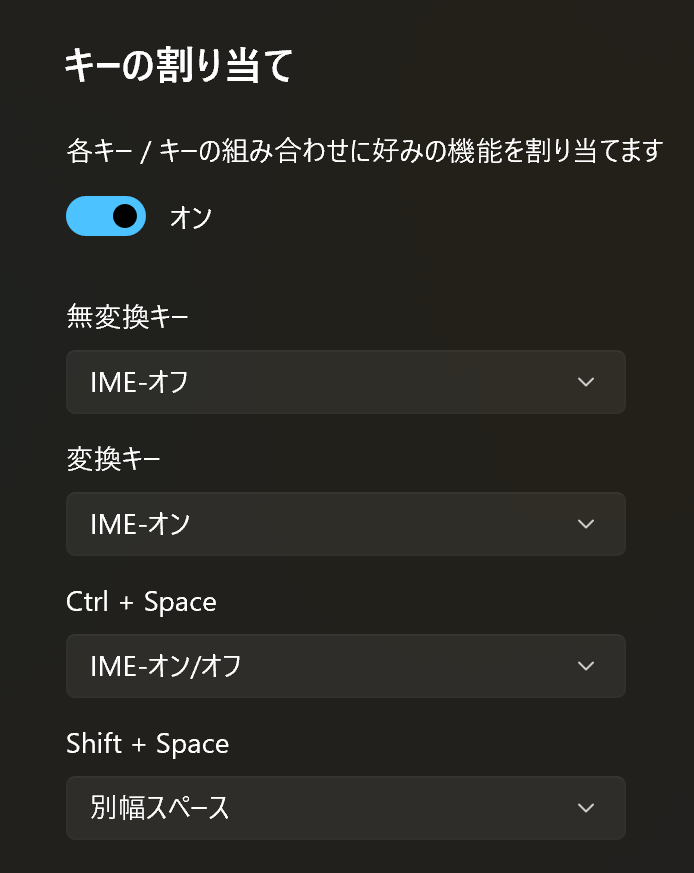 キーの割り当て
各キー / キーの組み合わせに好みの機能を割り当てます
オン
無変換キー
IME-オフ
変換キー
IME-オン
Ctrl + Space
IME-オン/オフ
Shift + Space
別幅スペース